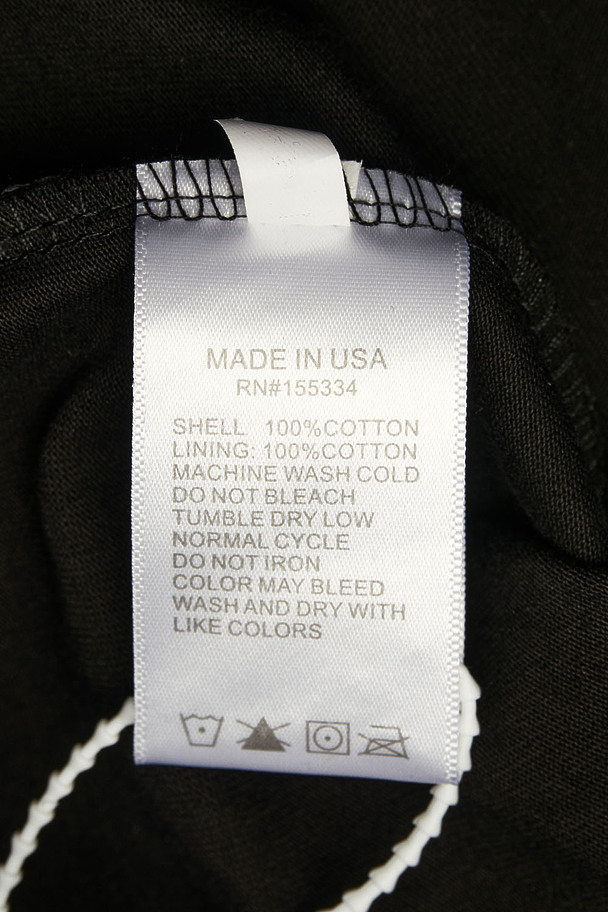 MADE IN USA
RN#155334
SHELL 100%COTTON
LINING: 100%COTTON
MACHINE WASH COLD
DO NOT BLEACH
TUMBLE DRY LOW
NORMAL CYCLE
DO NOT IRON
COLOR MAY BLEED
WASH AND DRY WITH
LIKE COLORS